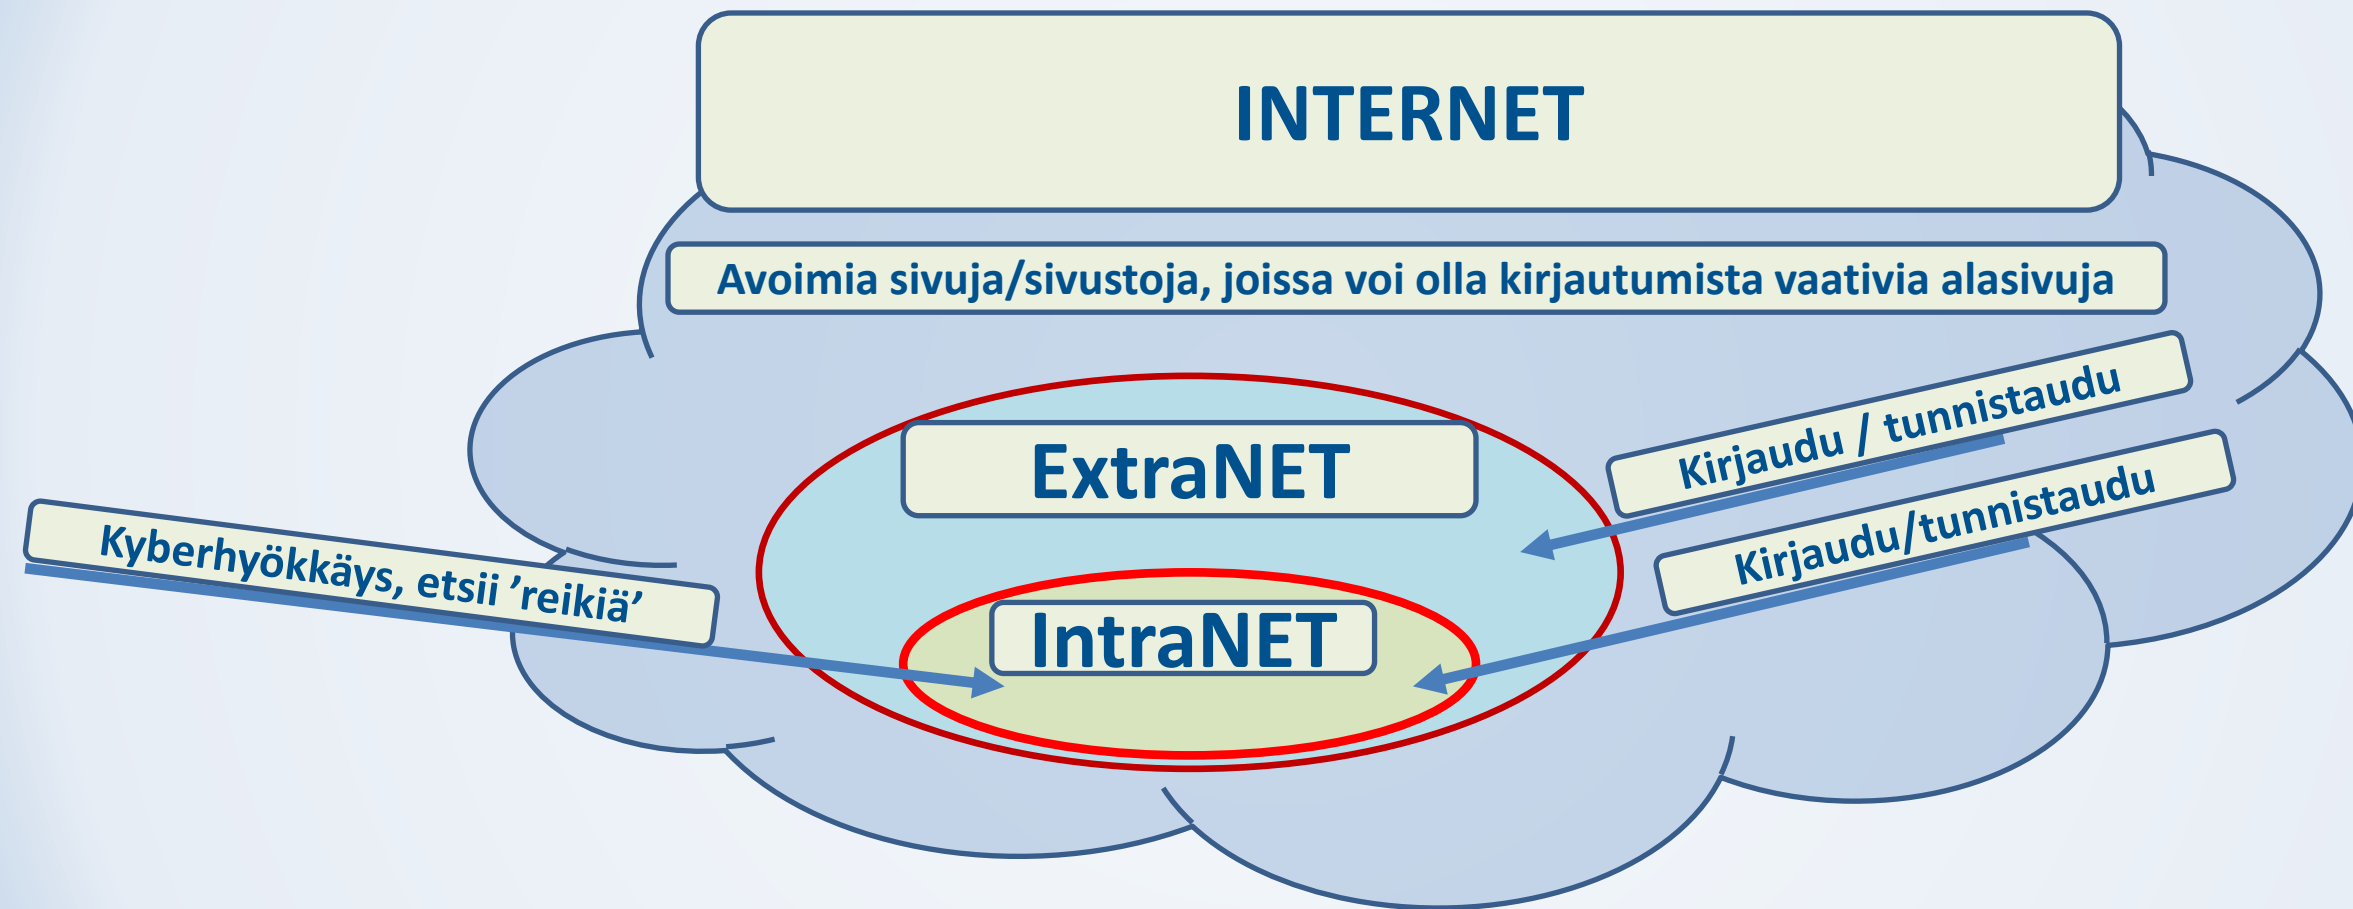 INTERNET
Avoimia sivuja/sivustoja, joissa voi olla kirjautumista vaativia alasivuja
Kirjaudu / tunnistaudu
ExtraNET
Kirjaudu/tunnistaudu
Kyberhyökkäys, etsii ’reikiä’
IntraNET